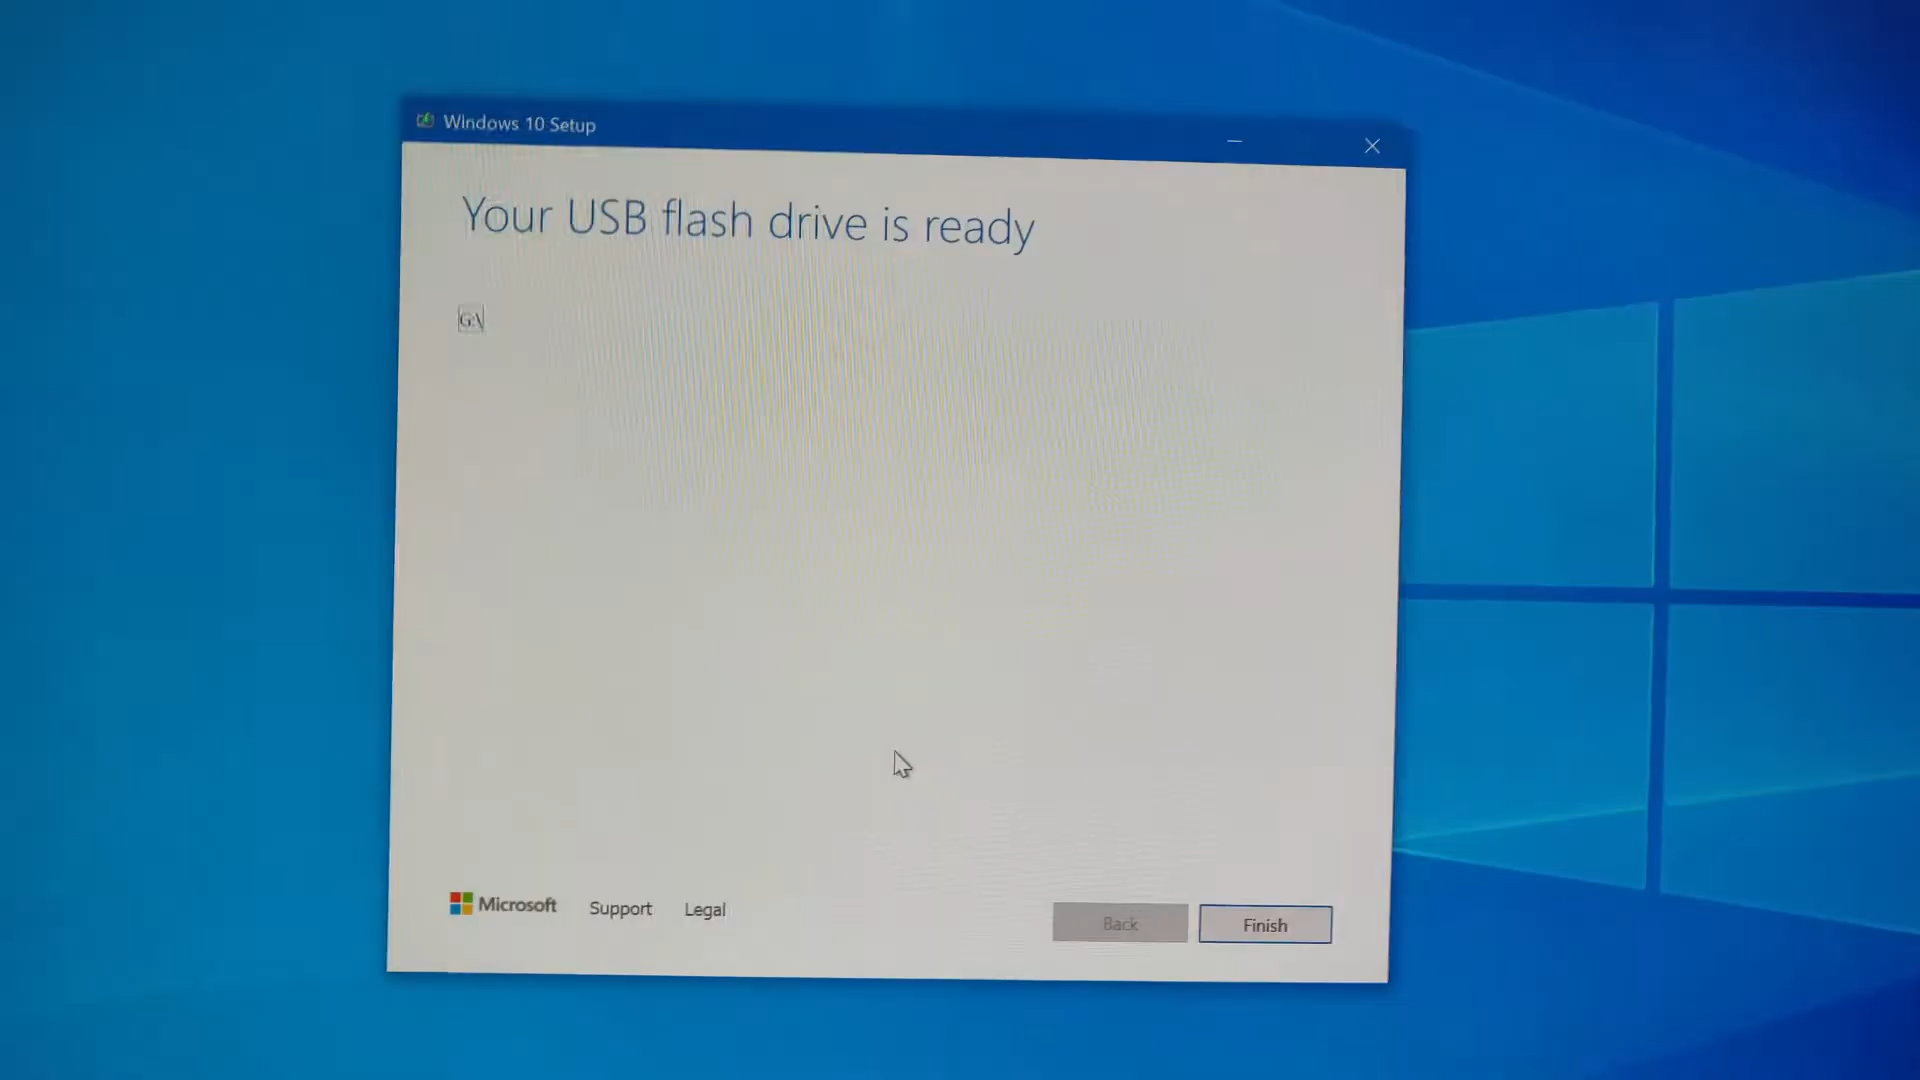 Windows 10 Setup
Your USB flash drive is ready
G:\
Microsoft
Support
Legal
Back
Finish